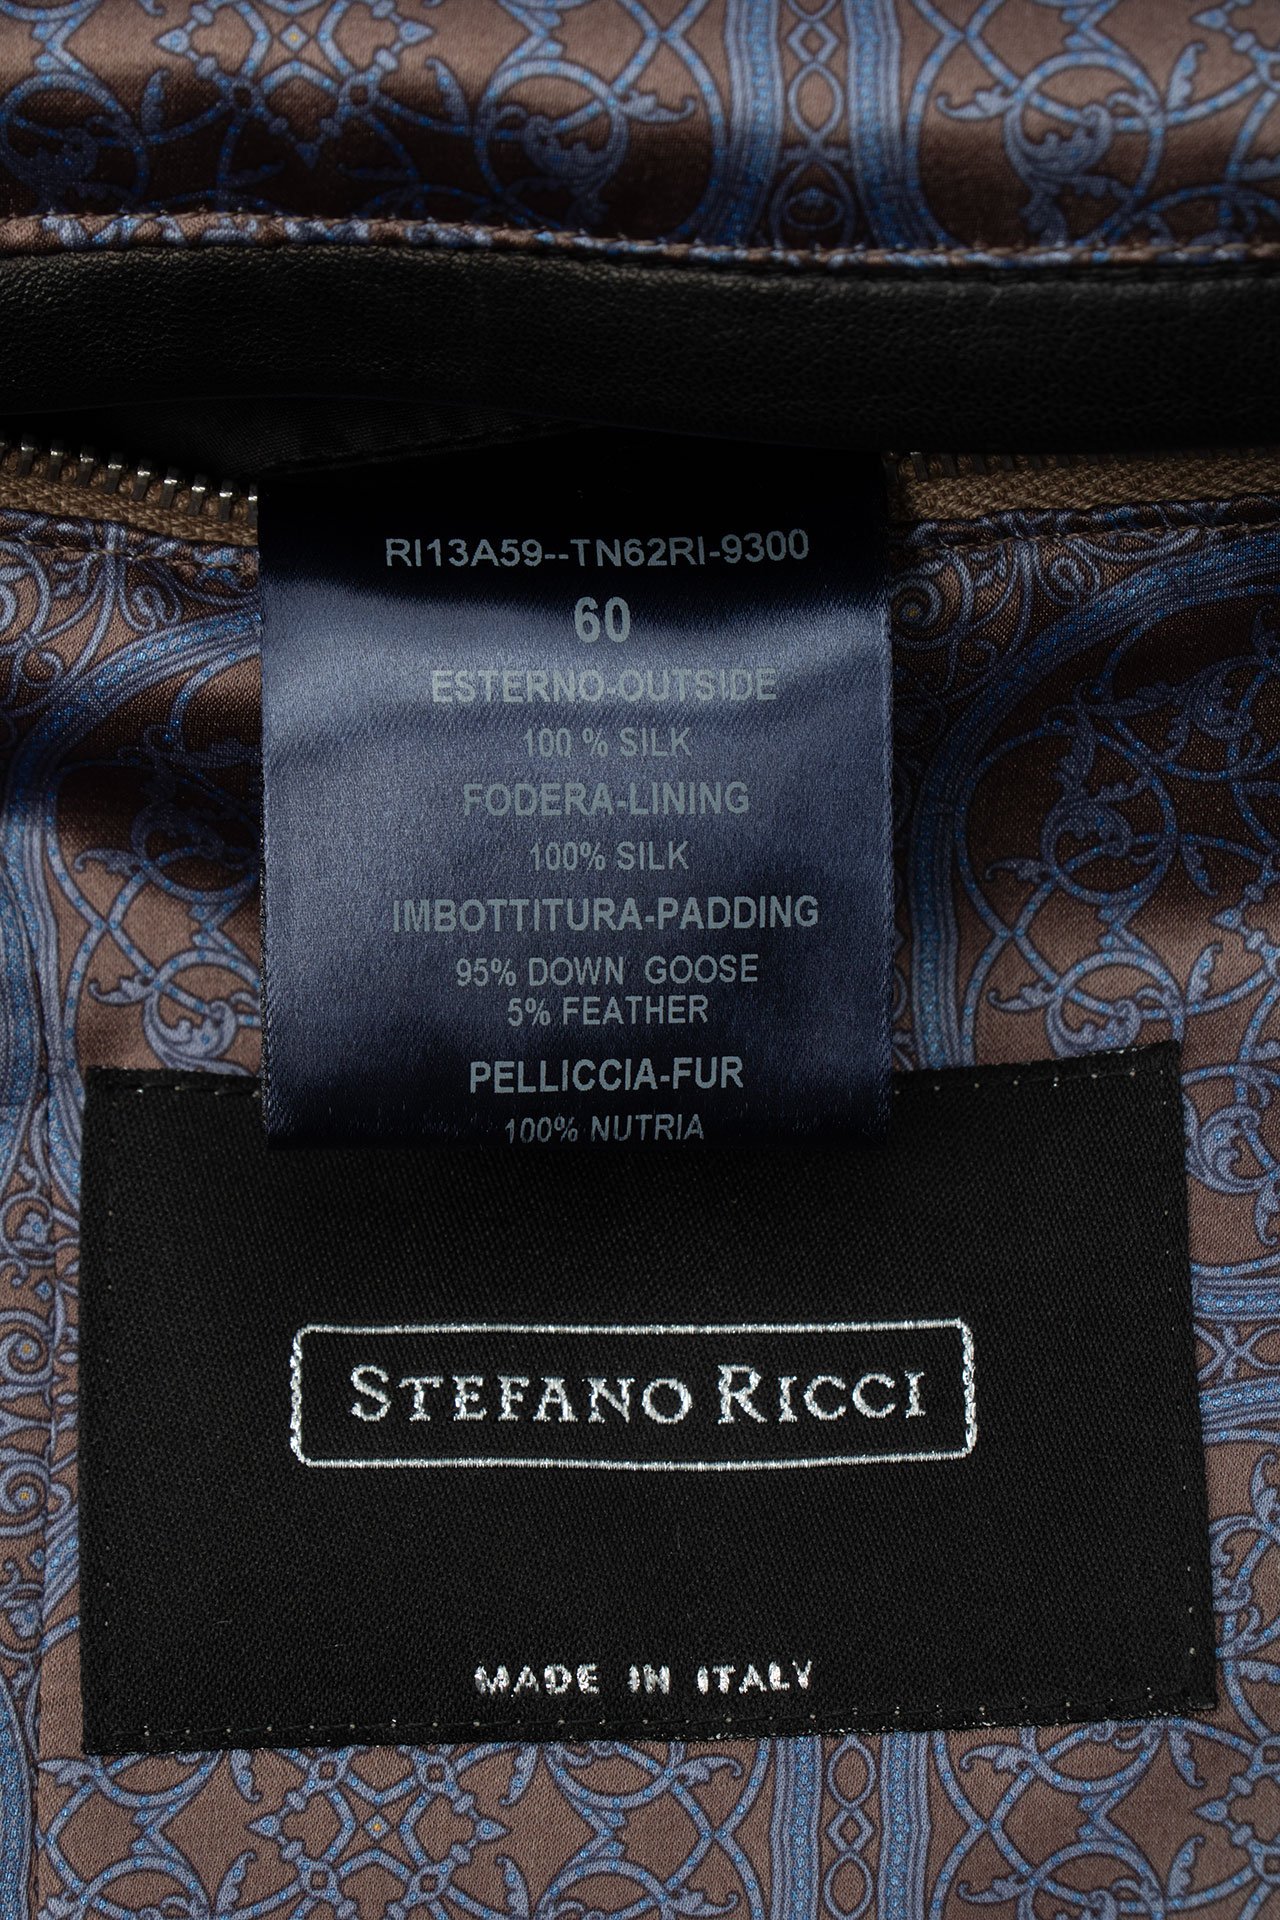 RI13A59--TN62RI-9300
60
ESTERNO-OUTSIDE
100 % SILK
FODERA-LINING
100% SILK
IMBOTTITURA-PADDING
95% DOWN GOOSE
5% FEATHER
PELLICCIA-FUR
100% NUTRIA
STEFANO RICCI
MADE IN ITALY